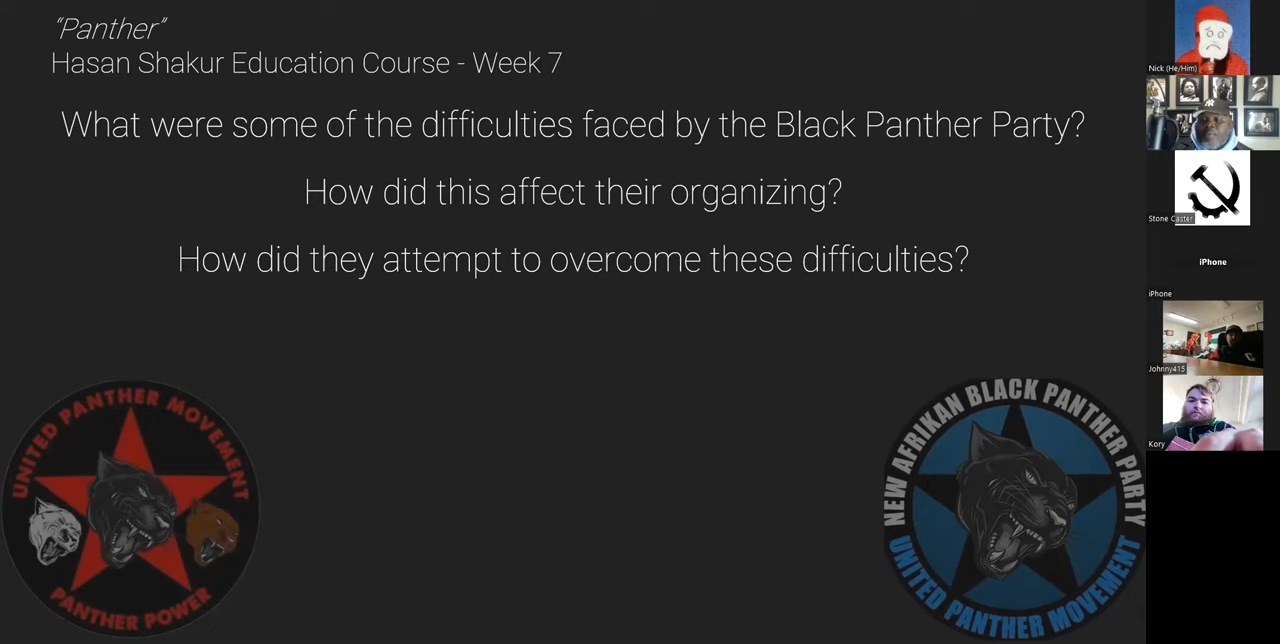 “Panther”
Hasan Shakur Education Course - Week 7
What were some of the difficulties faced by the Black Panther Party?
How did this affect their organizing?
How did they attempt to overcome these difficulties?
UNITED PANTHER MOVEMENT
PANTHER POWER
NEW AFRIKAN BLACK PANTHER PARTY
UNITED PANTHER MOVEMENT
Nick (He/Him)
Stone Caster
iPhone
iPhone
Johnny415
Kory